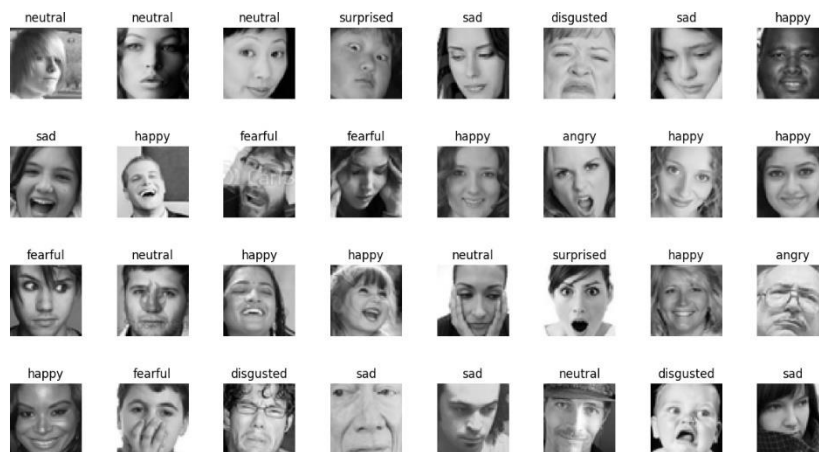 neutral neutral neutral surprised sad disgusted sad happy
sad happy fearful fearful happy angry happy happy
fearful neutral happy happy neutral surprised happy angry
happy fearful disgusted sad sad neutral disgusted sad